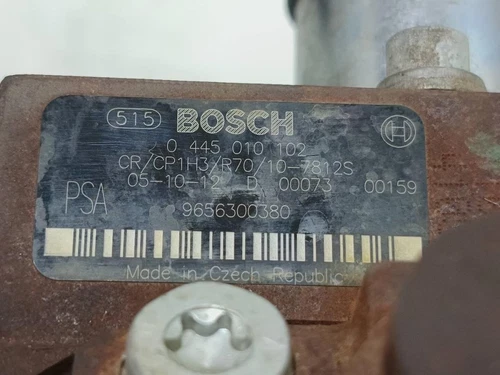 515 BOSCH
0 445 010 102
CR/CP1H3/R70/10-7812S
05-10-12 B 00073 00159
PSA 9656300380
Made in Czech Republic